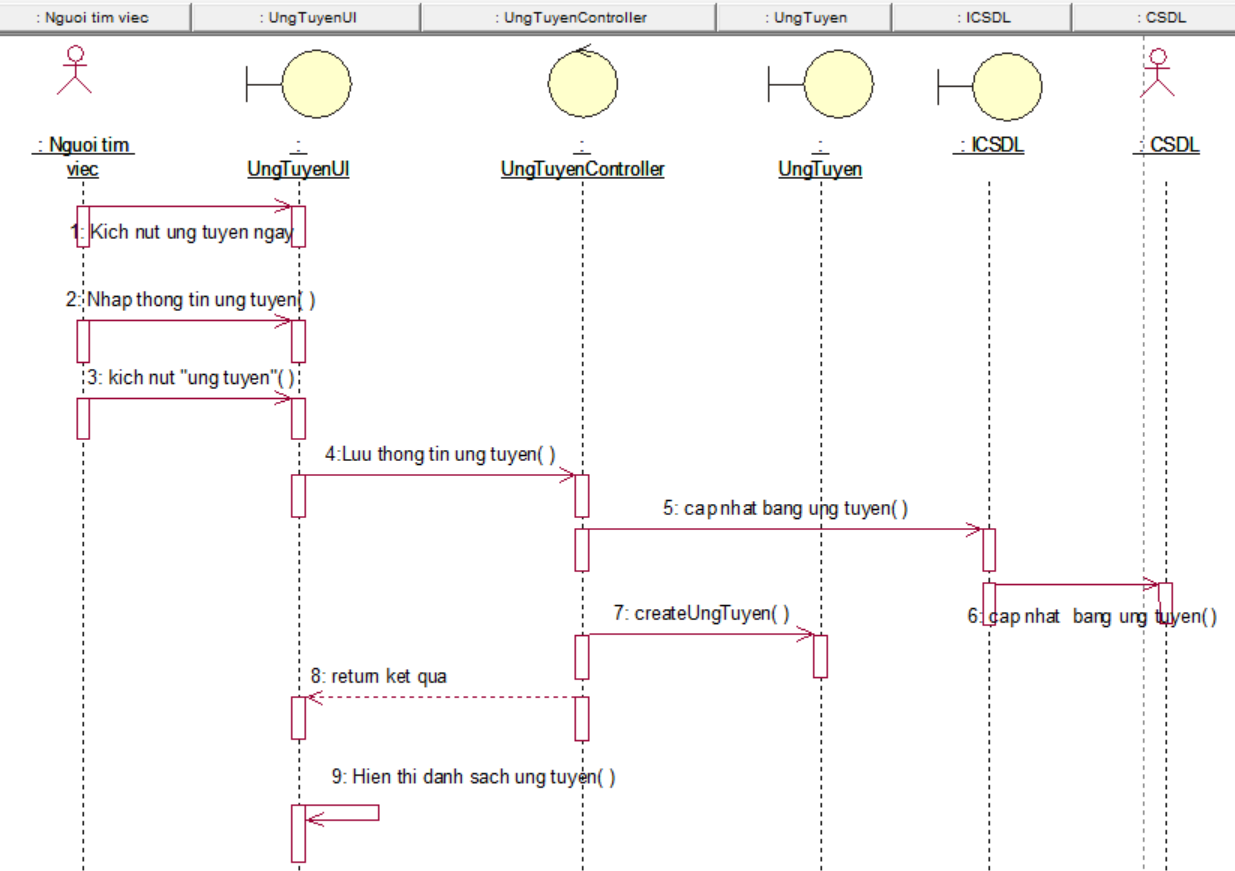 : Nguoi tim viec
: UngTuyenUI
: UngTuyenController
: UngTuyen
: ICSDL
: CSDL
: Nguoi tim
viec
:
UngTuyenUI
:
UngTuyenController
:
UngTuyen
: ICSDL
: CSDL
1: Kich nut ung tuyen ngay
2: Nhap thong tin ung tuyen( )
3: kich nut "ung tuyen"( )
4:Luu thong tin ung tuyen( )
5: cap nhat bang ung tuyen( )
6: cap nhat bang ung tuyen( )
7: createUngTuyen( )
8: return ket qua
9: Hien thi danh sach ung tuyen( )